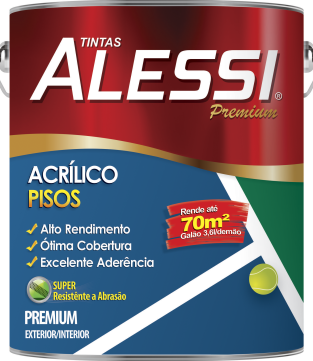 TINTAS
ALESSI®
Premium
ACRÍLICO
PISOS
Alto Rendimento
Ótima Cobertura
Excelente Aderência
Rende até
70m²
Galão 3,6l/demão
SUPER
Resistênte a Abrasão
PREMIUM
EXTERIOR/INTERIOR